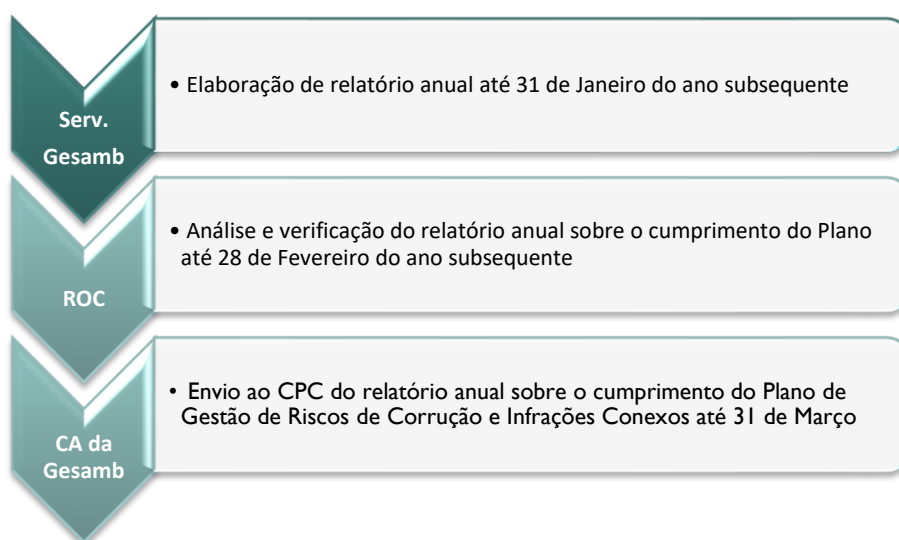 Serv.
Gesamb
• Elaboração de relatório anual até 31 de Janeiro do ano subsequente
ROC
• Análise e verificação do relatório anual sobre o cumprimento do Plano
até 28 de Fevereiro do ano subsequente
CA da
Gesamb
• Envio ao CPC do relatório anual sobre o cumprimento do Plano de
Gestão de Riscos de Corrução e Infrações Conexos até 31 de Março